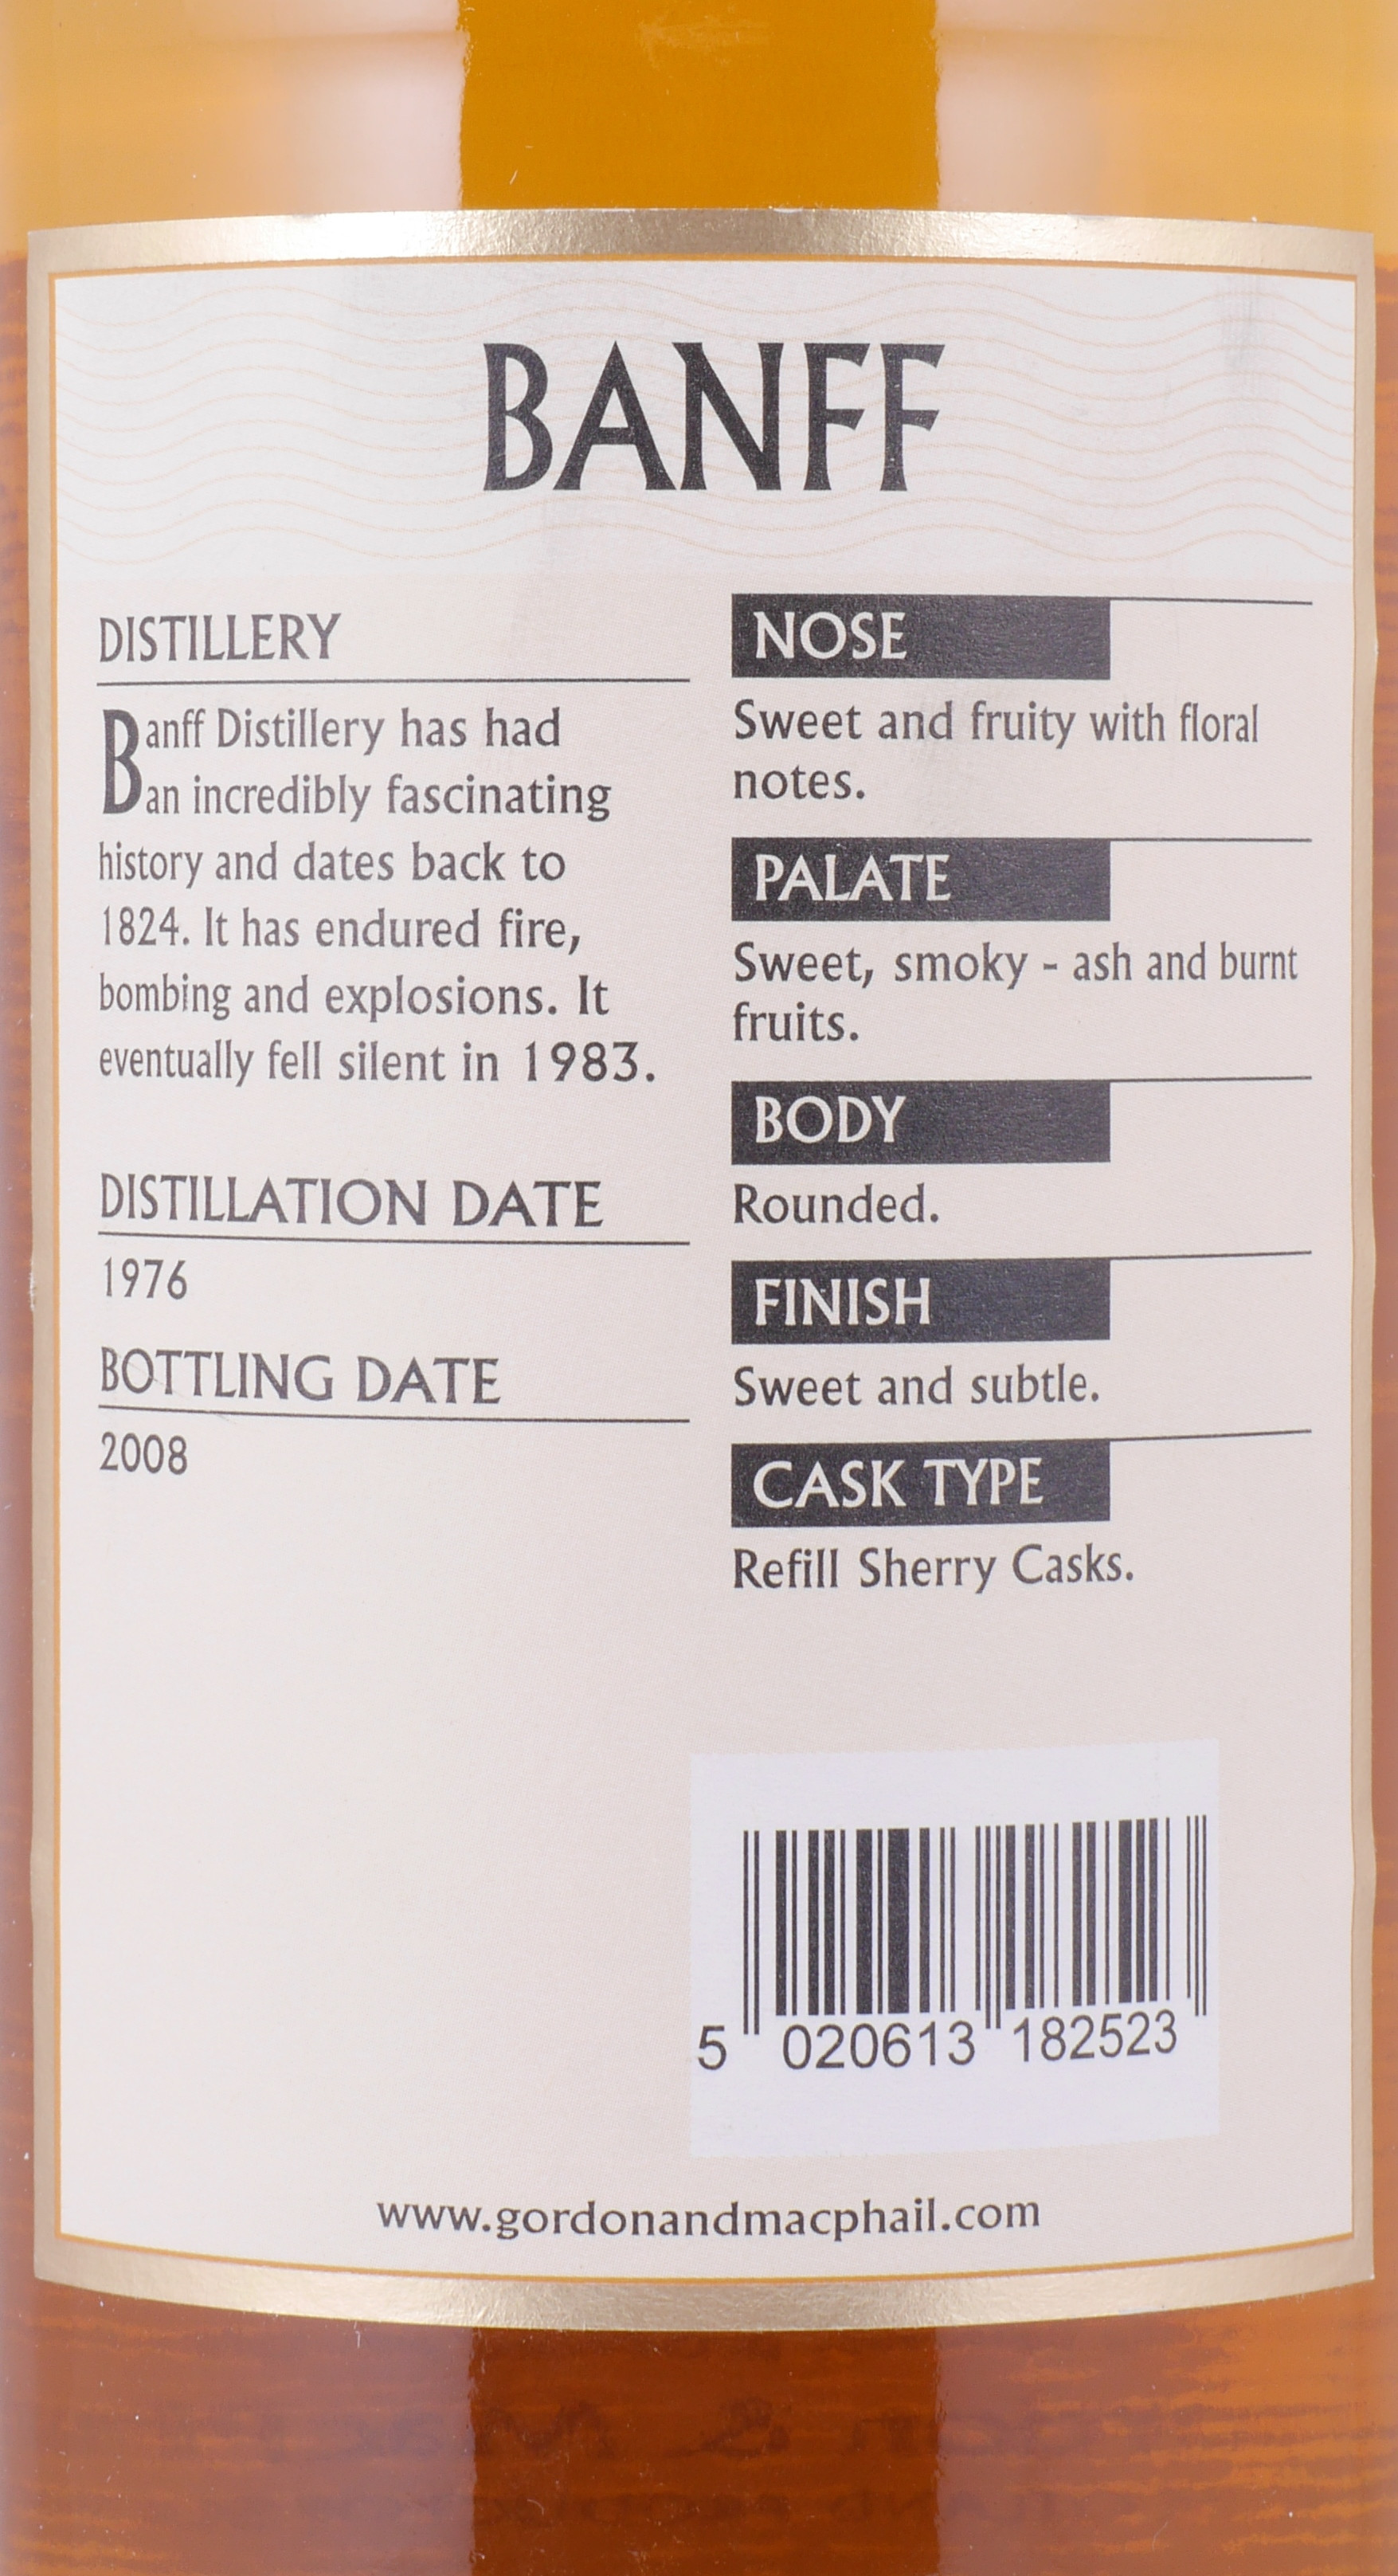 BANFF
DISTILLERY
Banff Distillery has had
an incredibly fascinating
history and dates back to
1824. It has endured fire,
bombing and explosions. It
eventually fell silent in 1983.
DISTILLATION DATE
1976
BOTTLING DATE
2008
NOSE
Sweet and fruity with floral
notes.
PALATE
Sweet, smoky - ash and burnt
fruits.
BODY
Rounded.
FINISH
Sweet and subtle.
CASK TYPE
Refill Sherry Casks.
5 020613 182523
www.gordonandmacphail.com